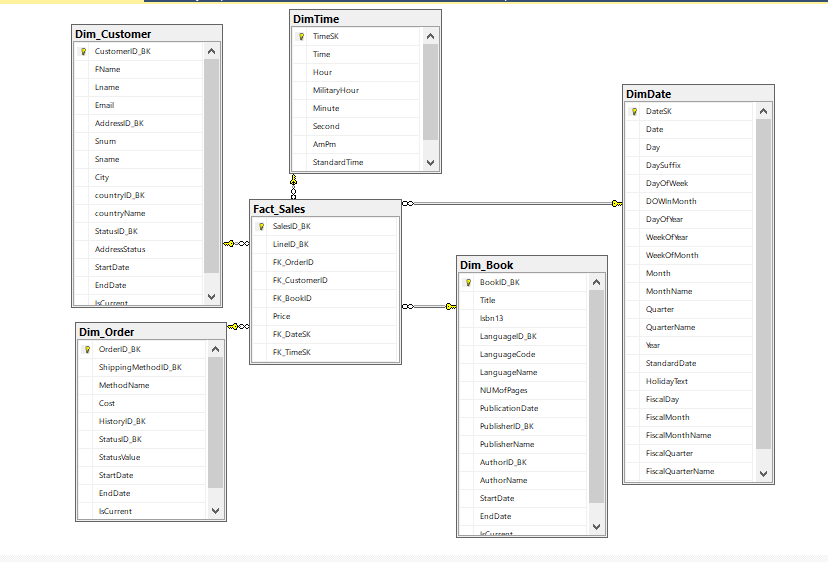 Dim_Customer
CustomerID_BK
FName
Lname
Email
AddressID_BK
Snum
Sname
City
countryID_BK
countryName
StatusID_BK
AddressStatus
StartDate
EndDate
IsCurrent
DimTime
TimeSK
Time
Hour
MilitaryHour
Minute
Second
AmPm
StandardTime
DimDate
DateSK
Date
Day
DaySuffix
DayOfWeek
DOWInMonth
DayOfYear
WeekOfYear
WeekOfMonth
Month
MonthName
Quarter
QuarterName
Year
StandardDate
HolidayText
FiscalDay
FiscalMonth
FiscalMonthName
FiscalQuarter
FiscalQuarterName
Fact_Sales
SalesID_BK
LineID_BK
FK_OrderID
FK_CustomerID
FK_BookID
Price
FK_DateSK
FK_TimeSK
Dim_Book
BookID_BK
Title
Isbn13
LanguageID_BK
LanguageCode
LanguageName
NUMofPages
PublicationDate
PublisherID_BK
PublisherName
AuthorID_BK
AuthorName
StartDate
EndDate
IsCurrent
Dim_Order
OrderID_BK
ShippingMethodID_BK
MethodName
Cost
HistoryID_BK
StatusID_BK
StatusValue
StartDate
EndDate
IsCurrent